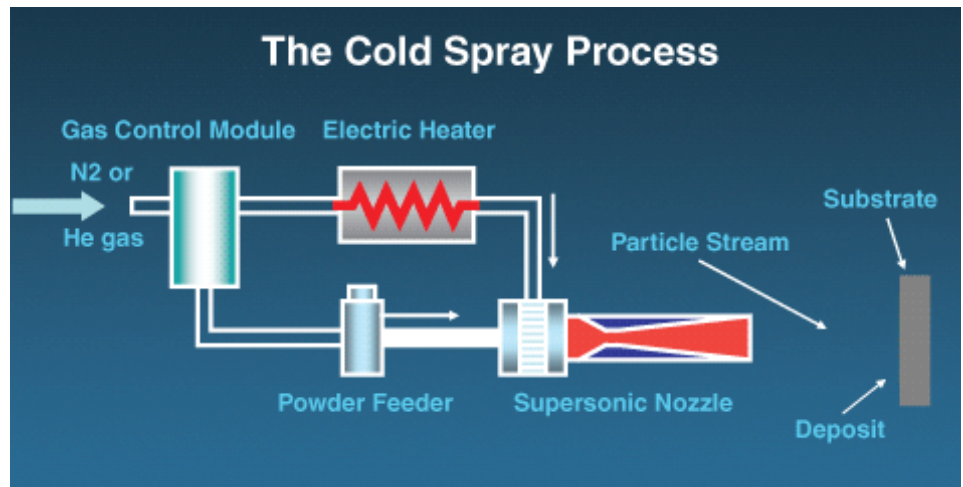 The Cold Spray Process
Gas Control Module
Electric Heater
N2 or
He gas
Substrate
Particle Stream
Powder Feeder
Supersonic Nozzle
Deposit